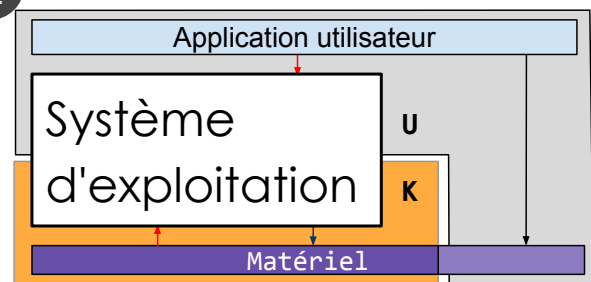 Application utilisateur
Système
U
d'exploitation
K
Matériel